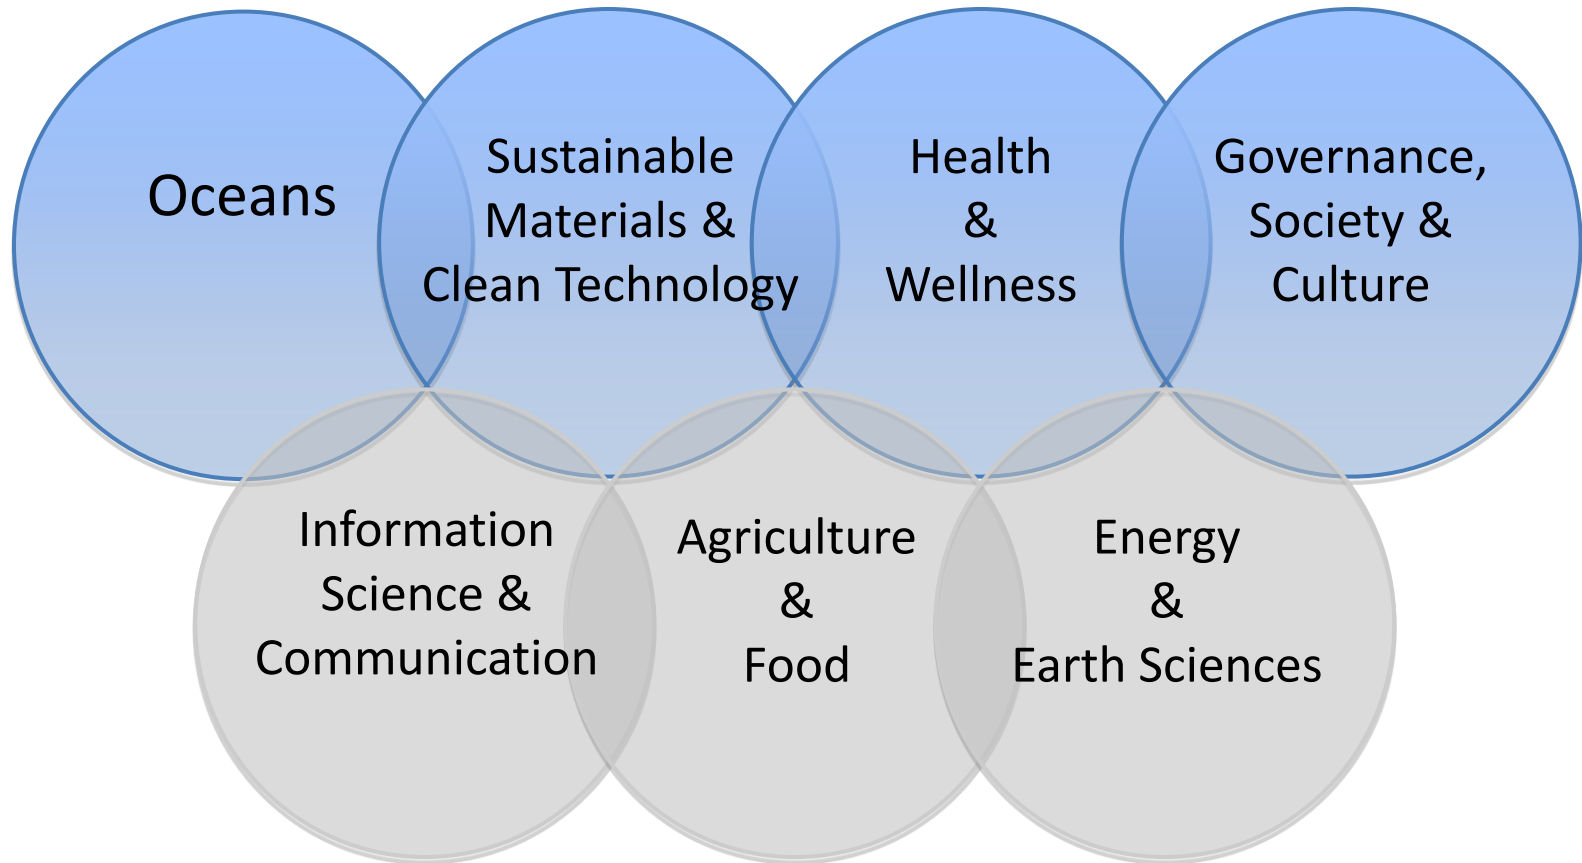 Oceans
Sustainable
Materials &
Clean Technology
Health
&
Wellness
Governance,
Society &
Culture
Information
Science &
Communication
Agriculture
&
Food
Energy
&
Earth Sciences